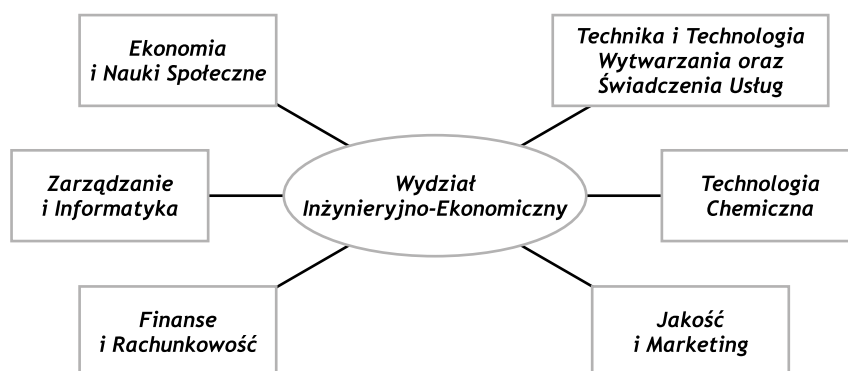 Ekonomia
i Nauki Społeczne
Technika i Technologia
Wytwarzania oraz
Świadczenia Usług
Zarządzanie
i Informatyka
Wydział
Inżynieryjno-Ekonomiczny
Technologia
Chemiczna
Finanse
i Rachunkowość
Jakość
i Marketing